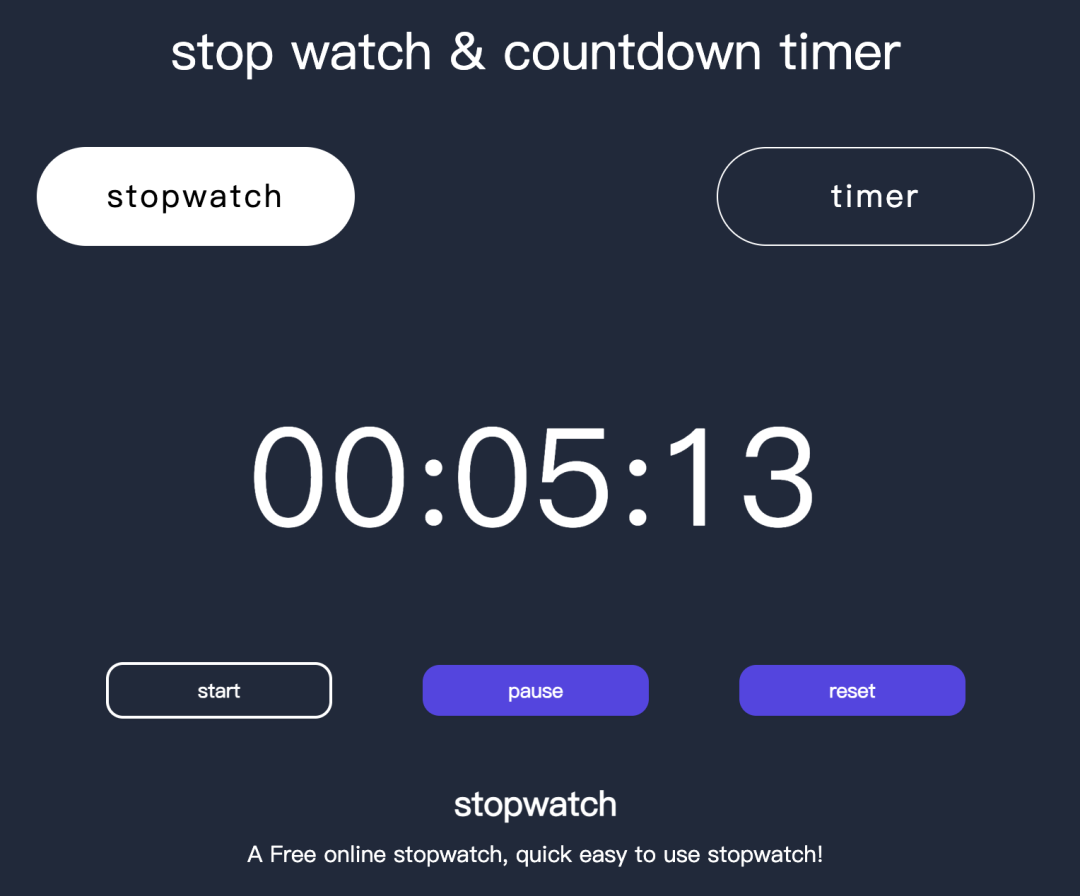 stop watch & countdown timer
stopwatch
timer
00:05:13
start
pause
reset
stopwatch
A Free online stopwatch, quick easy to use stopwatch!